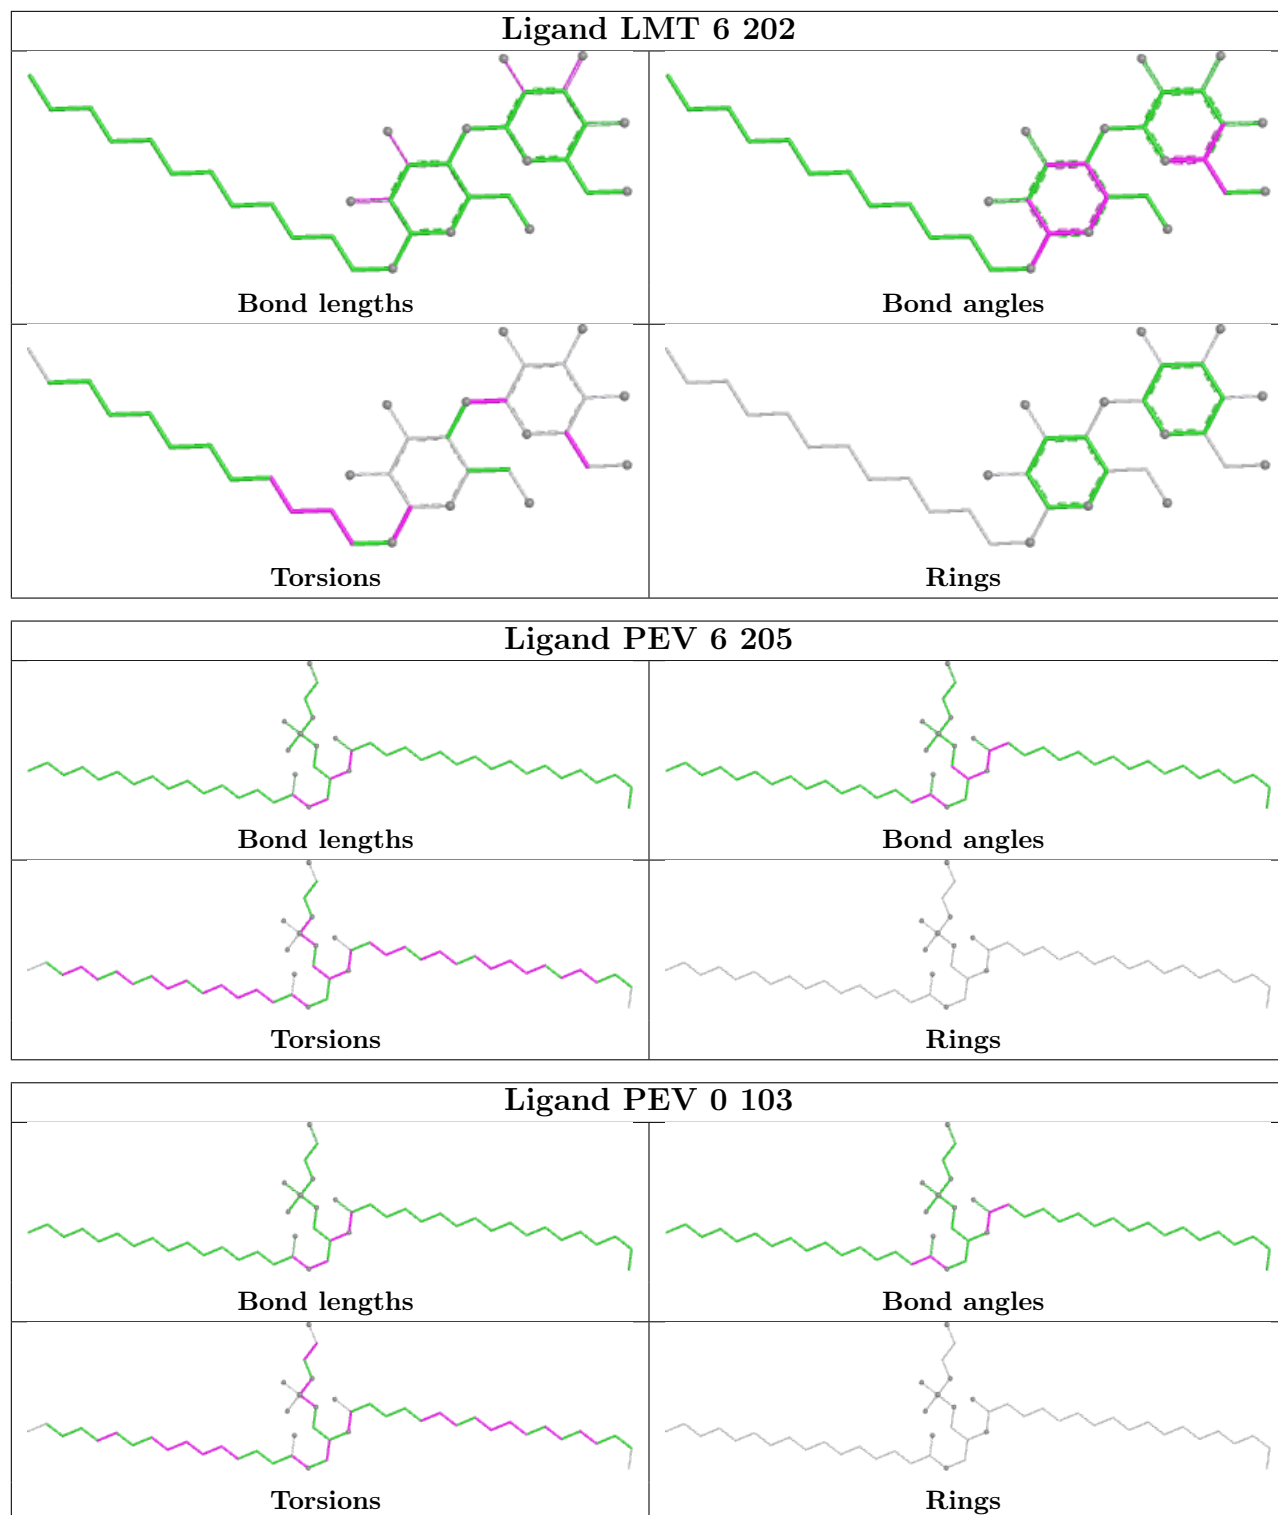 Ligand LMT 6 202
Bond lengths
Bond angles
Torsions
Rings
Ligand PEV 6 205
Bond lengths
Bond angles
Torsions
Rings
Ligand PEV 0 103
Bond lengths
Bond angles
Torsions
Rings